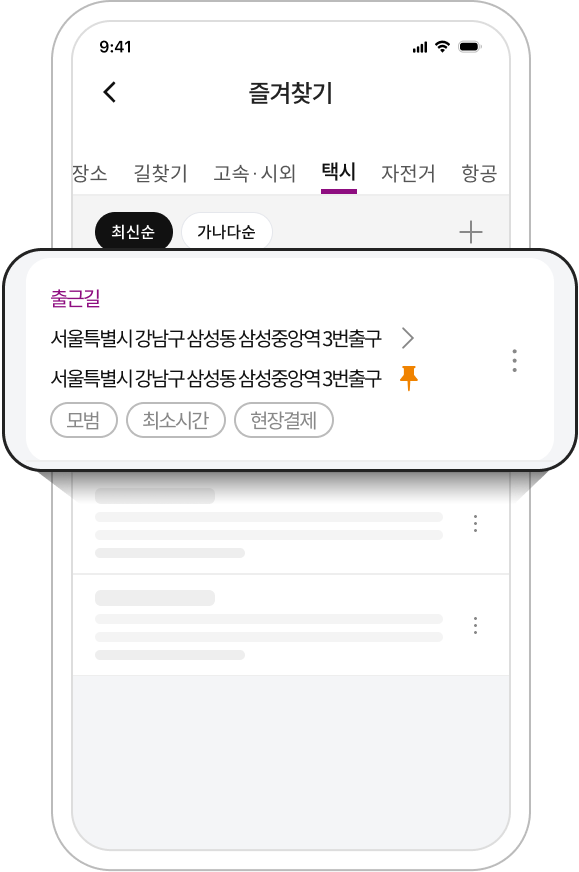 9:41
즐겨찾기
장소 길찾기 고속·시외 택시 자전거 항공
최신순 가나다순
출근길
서울특별시 강남구 삼성동 삼성중앙역 3번출구
서울특별시 강남구 삼성동 삼성중앙역 3번출구
모범 최소시간 현장결제